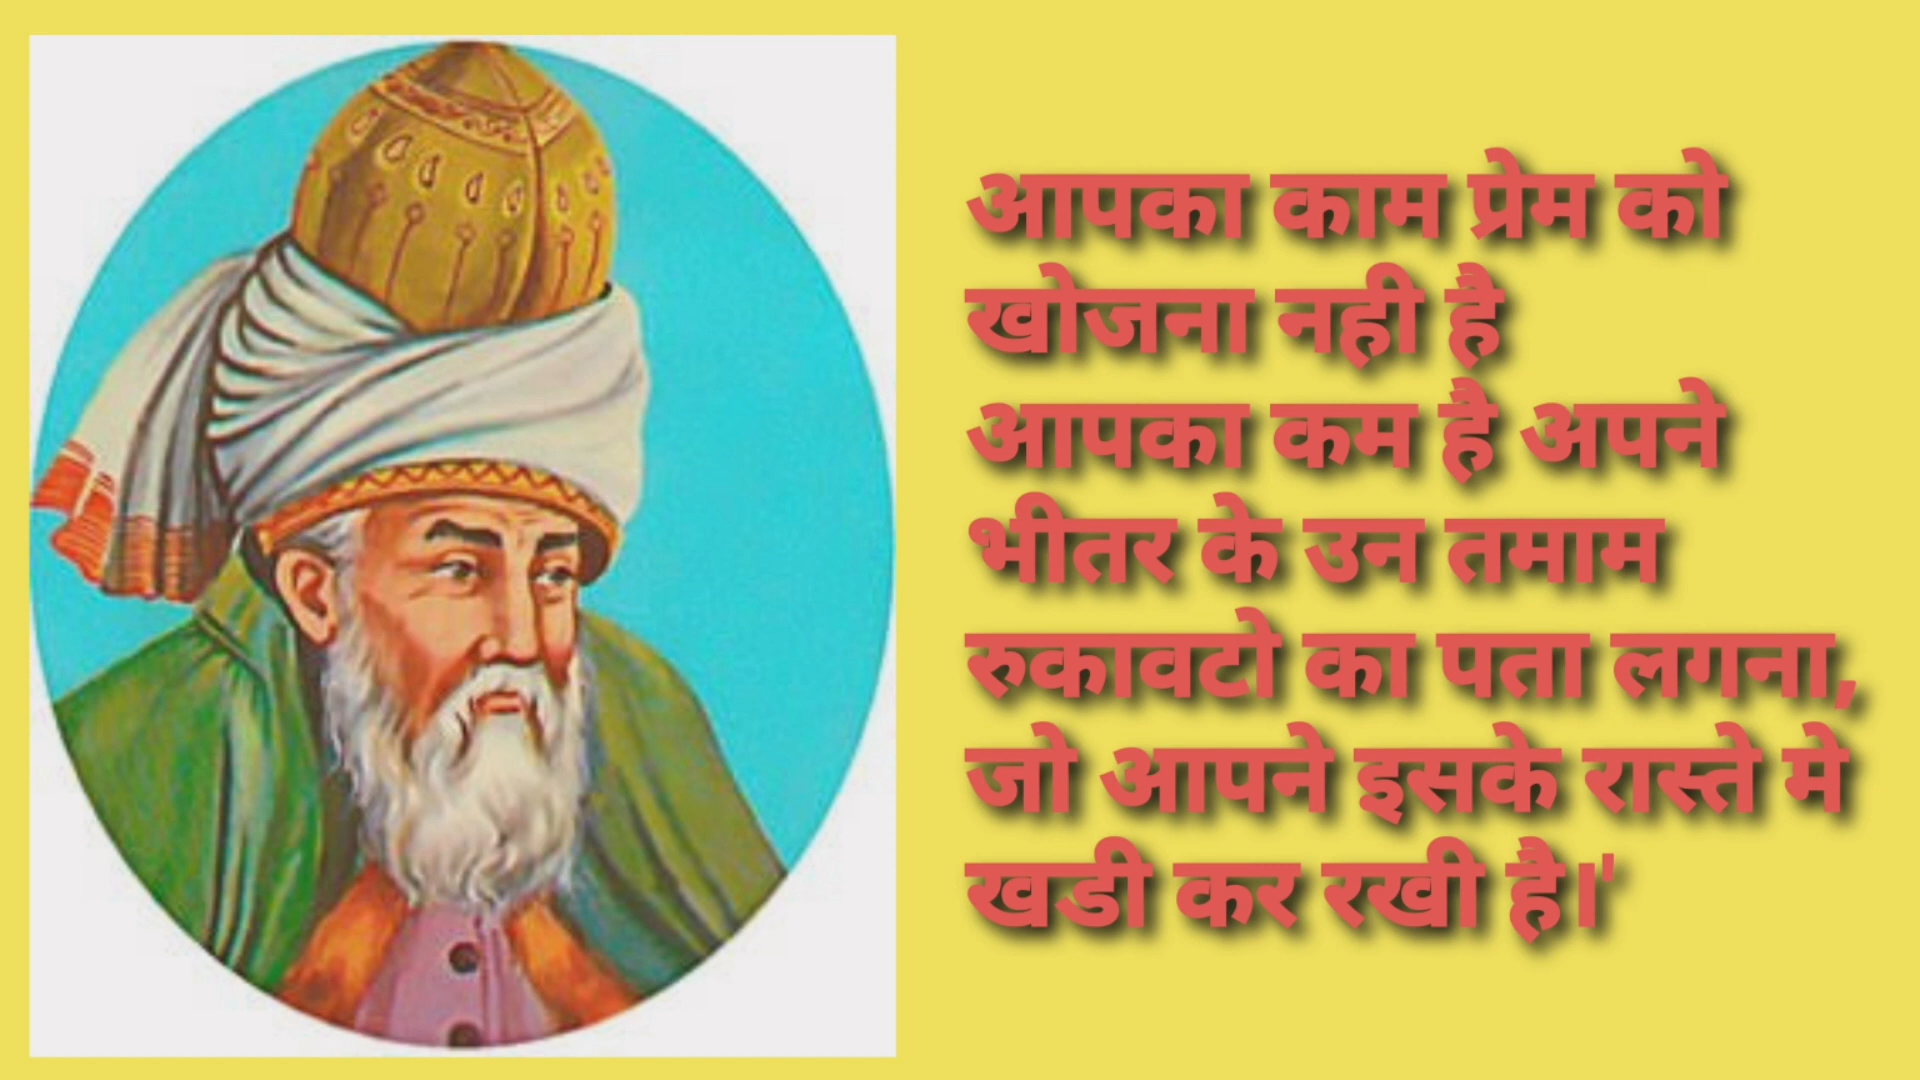 आपका काम प्रेम को
खोजना नही है
आपका कम है अपने
भीतर के उन तमाम
रुकावटो का पता लगना,
जो आपने इसके रास्ते मे
खडी कर रखी है।'